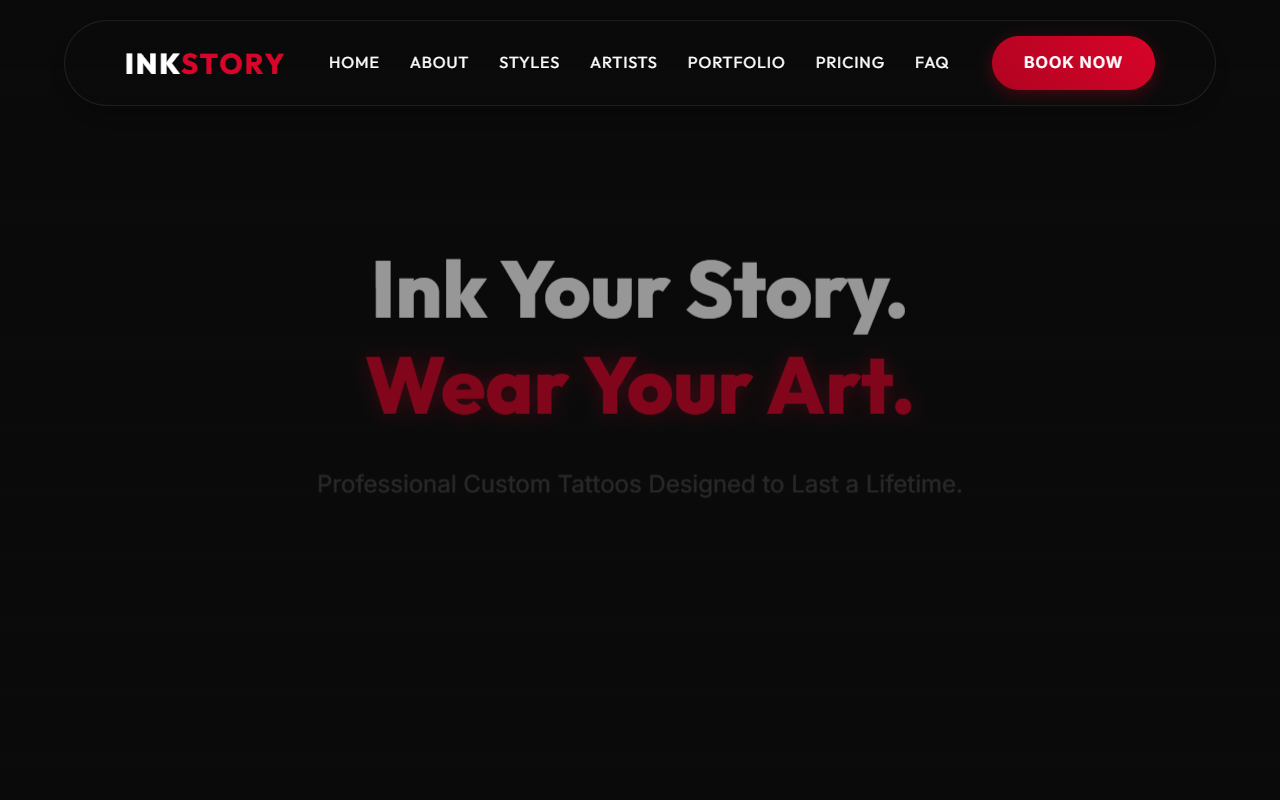 INKSTORY HOME ABOUT STYLES ARTISTS PORTFOLIO PRICING FAQ BOOK NOW
Ink Your Story.
Wear Your Art.
Professional Custom Tattoos Designed to Last a Lifetime.